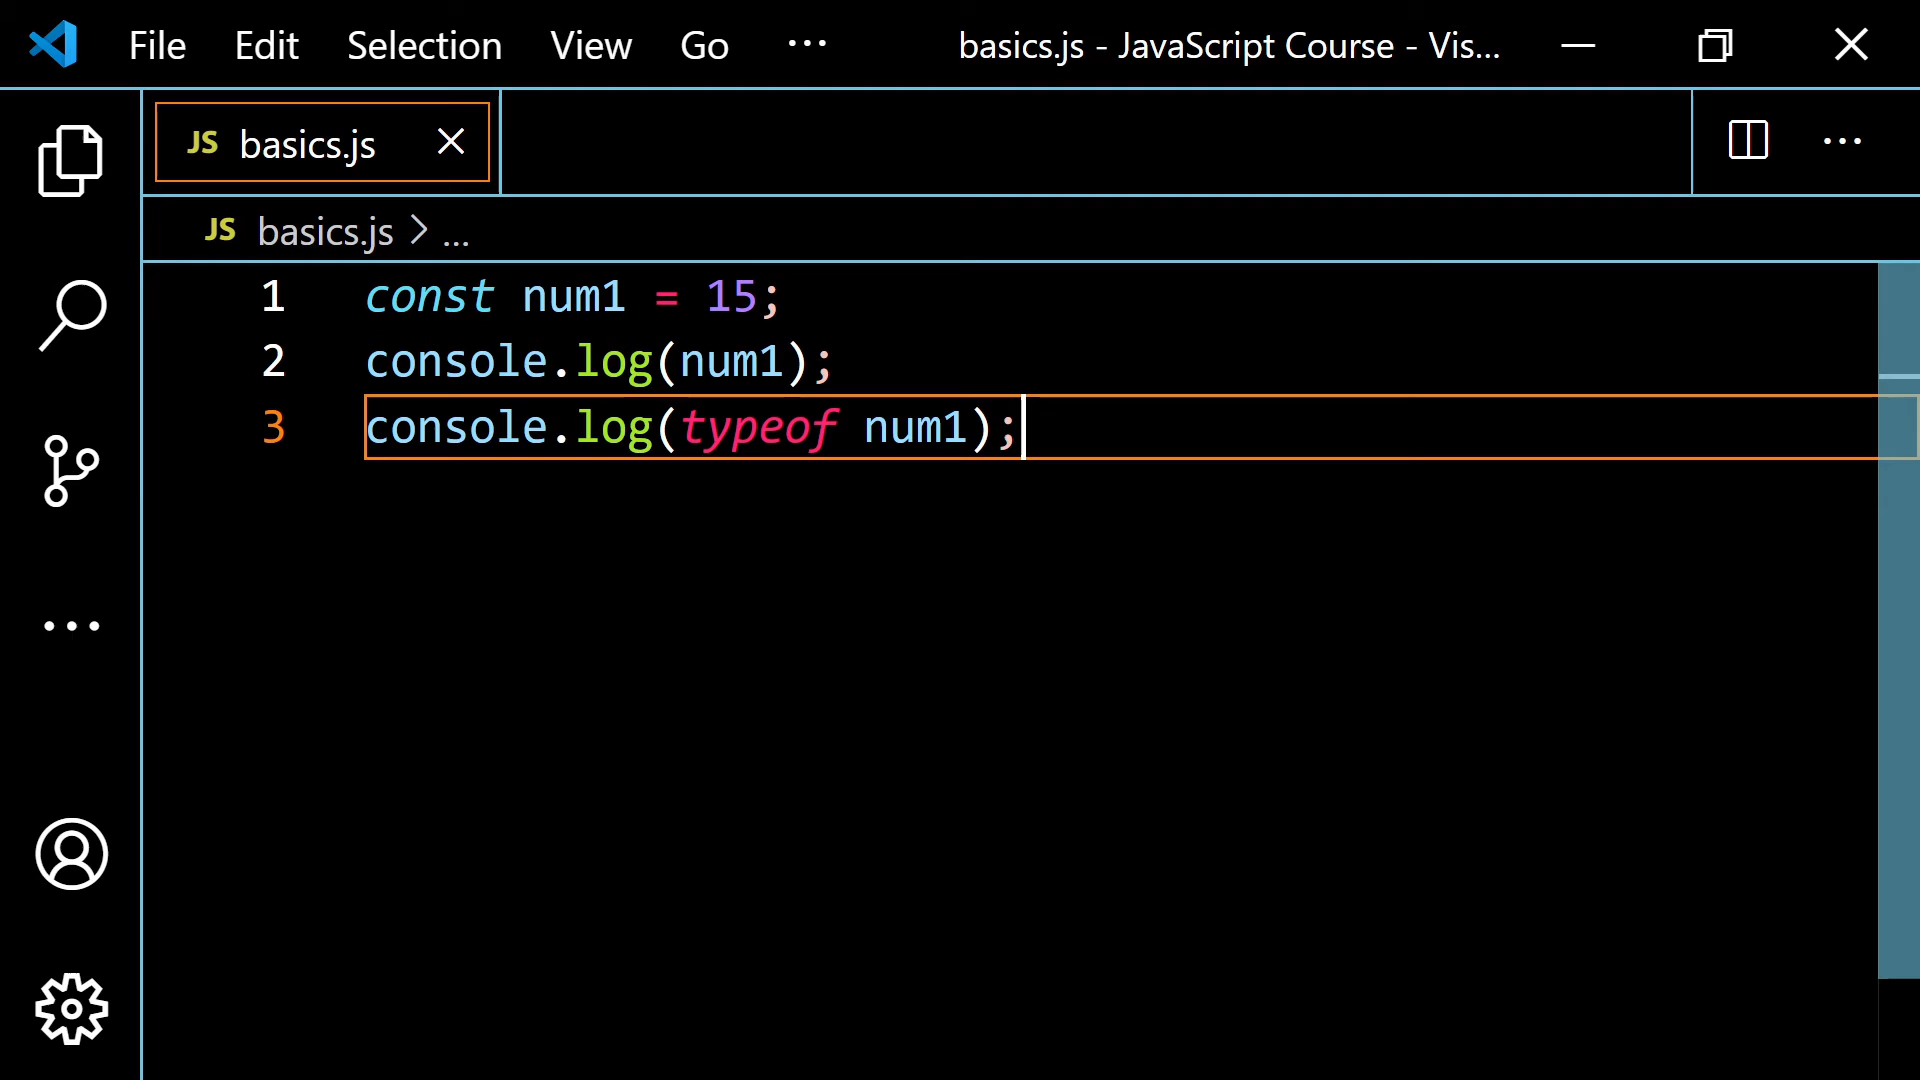 File Edit Selection View Go ··· basics.js - JavaScript Course - Vis...
JS basics.js
JS basics.js > ...
1 const num1 = 15;
2 console.log(num1);
3 console.log(typeof num1);